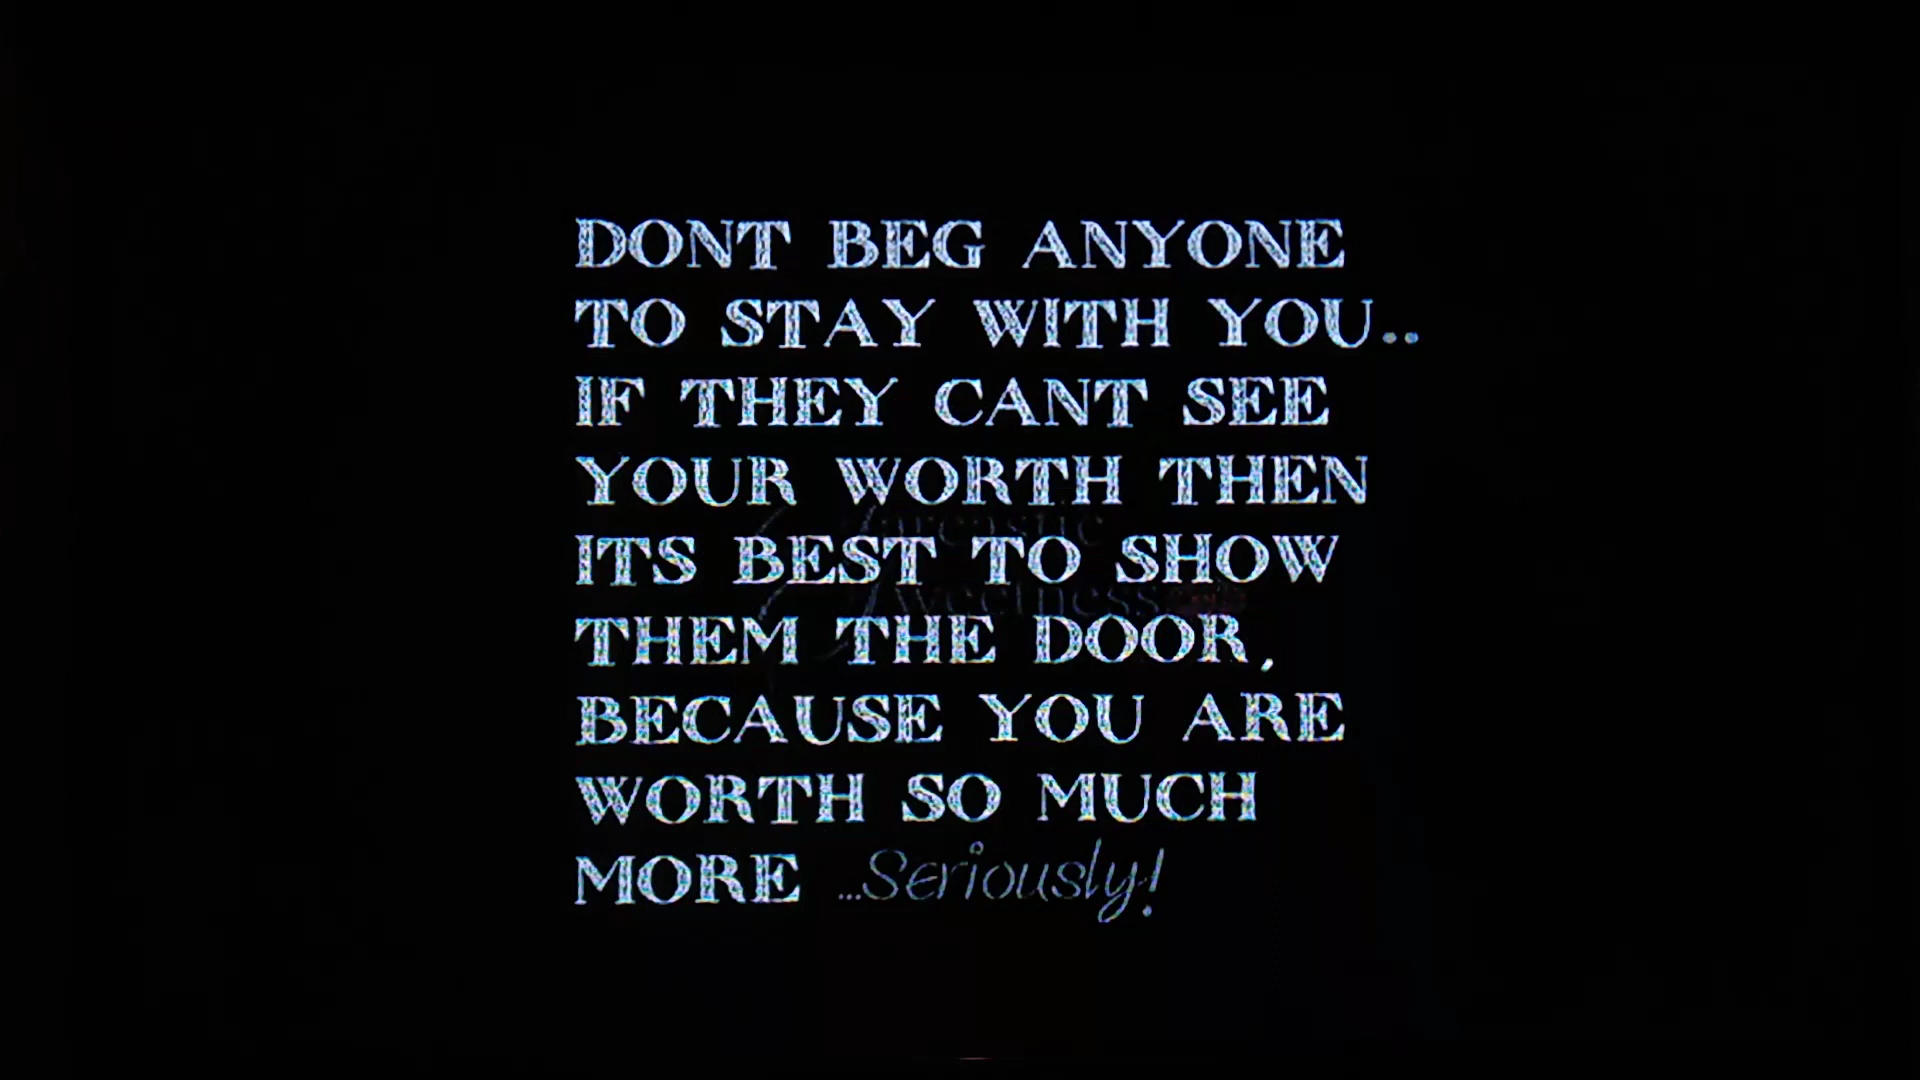 DONT BEG ANYONE
TO STAY WITH YOU..
IF THEY CANT SEE
YOUR WORTH THEN
ITS BEST TO SHOW
THEM THE DOOR,
BECAUSE YOU ARE
WORTH SO MUCH
MORE ...Seriously!